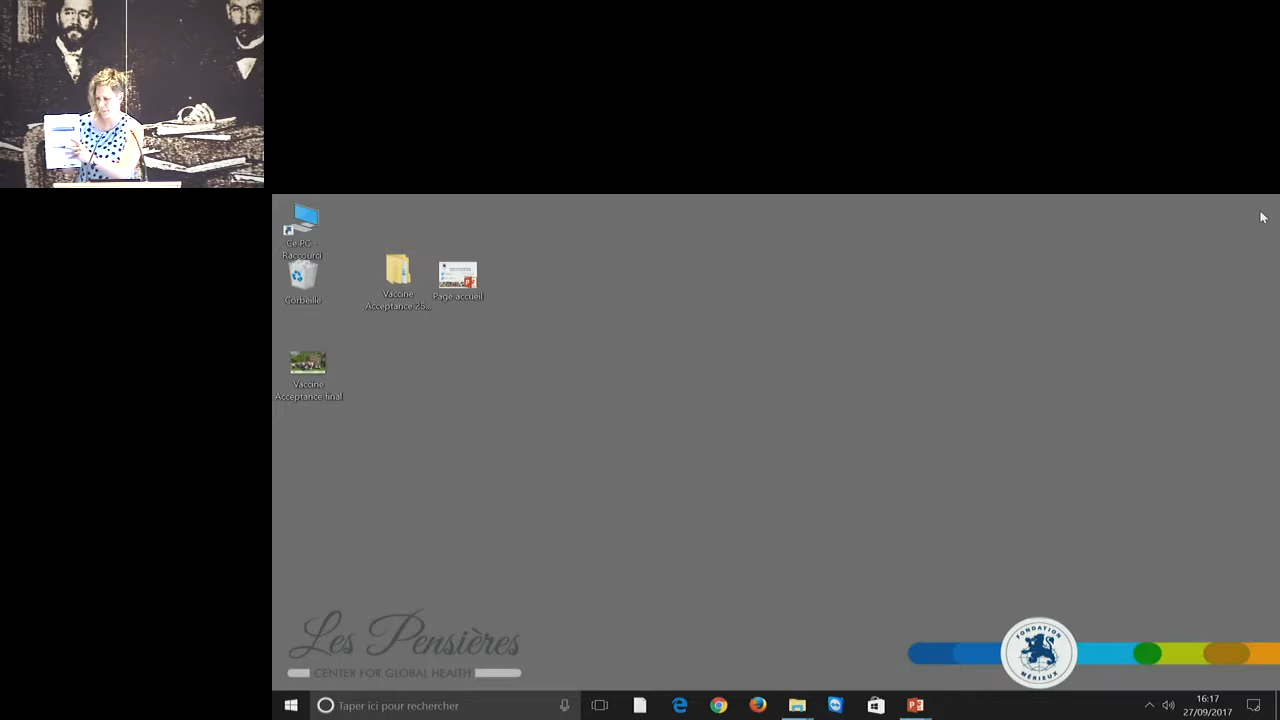 Ce PC -
Raccourci
Corbeille
Vaccine
Acceptance 25...
Page accueil
Vaccine
Acceptance final
Les Pensières
CENTER FOR GLOBAL HEALTH
FONDATION
MÉRIEUX
Taper ici pour rechercher
16:17
27/09/2017